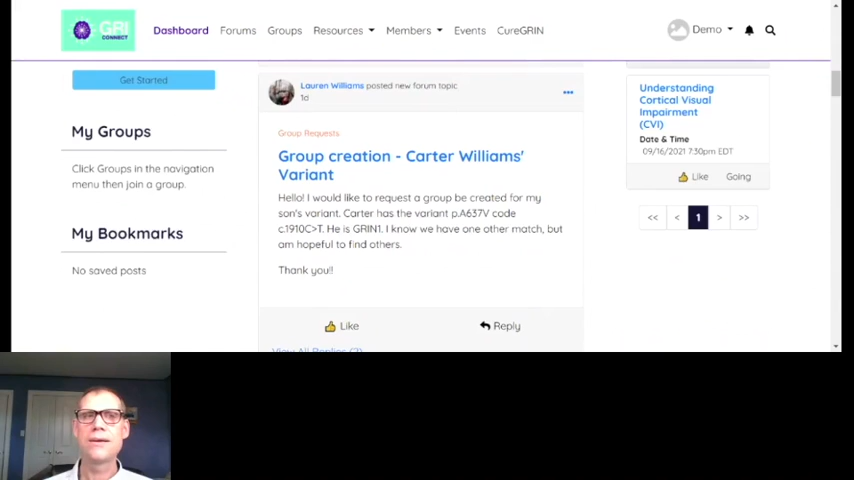 GRI
CONNECT
Dashboard
Forums
Groups
Resources
Members
Events
CureGRIN
Demo
Get Started
My Groups
Click Groups in the navigation
menu then join a group.
My Bookmarks
No saved posts
Lauren Williams posted new forum topic
1d
Group Requests
Group creation - Carter Williams'
Variant
Hello! I would like to request a group be created for my
son's variant. Carter has the variant p.A637V code
c.1910C>T. He is GRIN1. I know we have one other match, but
am hopeful to find others.
Thank you!!
Like
Reply
View All Replies (2)
Understanding
Cortical Visual
Impairment
(CVI)
Date & Time
09/16/2021 7:30pm EDT
Like
Going
<<
<
1
>
>>